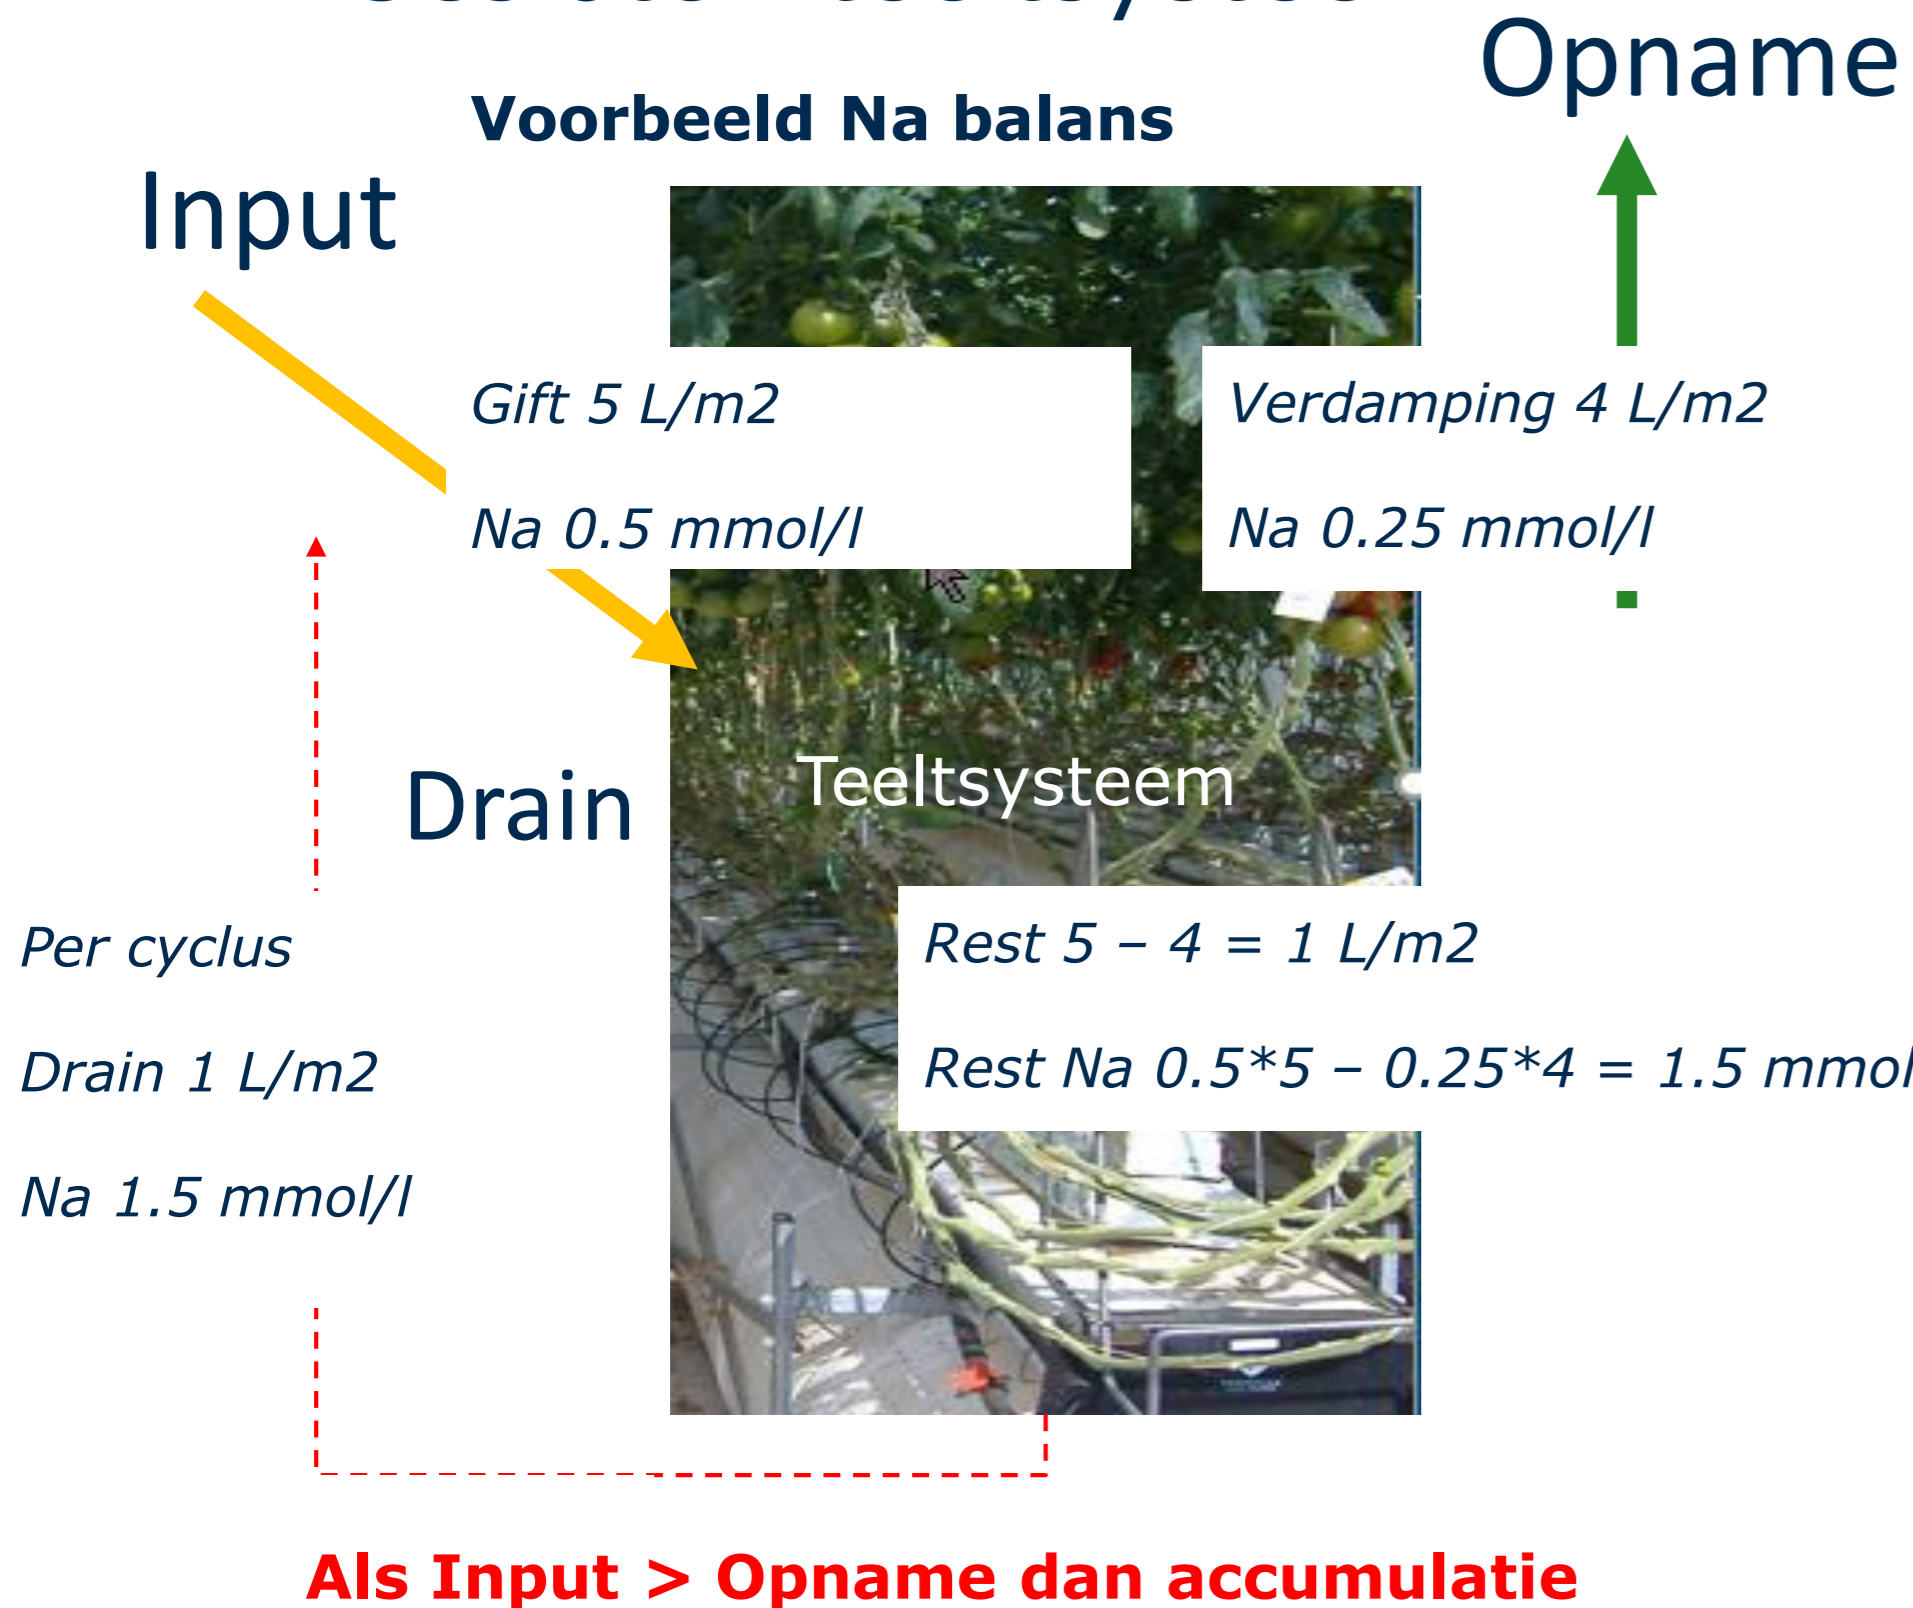 Voorbeeld Na balans
Opname
Input
Gift 5 L/m2
Na 0.5 mmol/l
Verdamping 4 L/m2
Na 0.25 mmol/l
Drain
Teeltsysteem
Per cyclus
Drain 1 L/m2
Na 1.5 mmol/l
Rest 5 – 4 = 1 L/m2
Rest Na 0.5*5 – 0.25*4 = 1.5 mmol
Als Input > Opname dan accumulatie